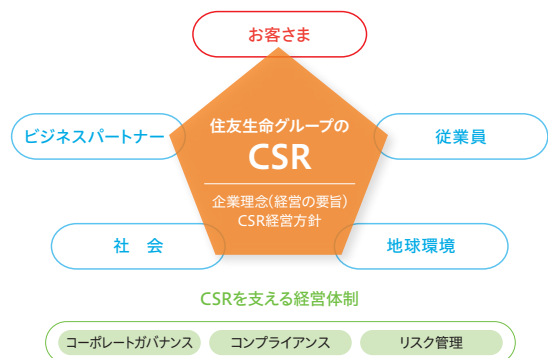 お客さま
ビジネスパートナー
住友生命グループの
CSR
企業理念(経営の要旨)
CSR経営方針
従業員
社　会
地球環境
CSRを支える経営体制
コーポレートガバナンス
コンプライアンス
リスク管理